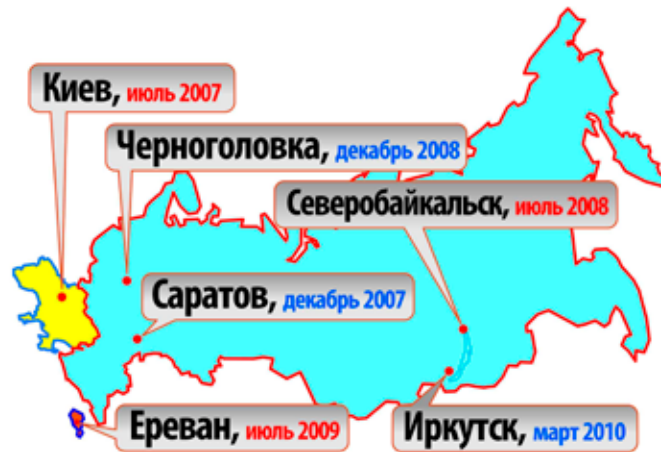 Киев, июль 2007
Черноголовка, декабрь 2008
Северобайкальск, июль 2008
Саратов, декабрь 2007
Ереван, июль 2009
Иркутск, март 2010